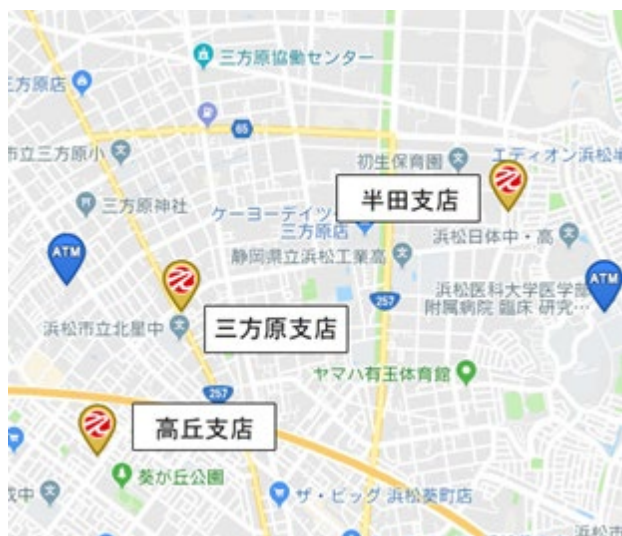 三方原協働センター
三方原店
65
市立三方原小
初生保育園
エディオン浜松半
半田支店
三方原神社
ケーヨーデイツー
三方原店
浜松日体中・高
静岡県立浜松工業高
ATM
ATM
浜松医科大学医学部
附属病院 臨床 研究…
257
三方原支店
浜松市立北星中
ヤマハ有玉体育館
257
高丘支店
葵が丘公園
ザ・ビッグ 浜松葵町店